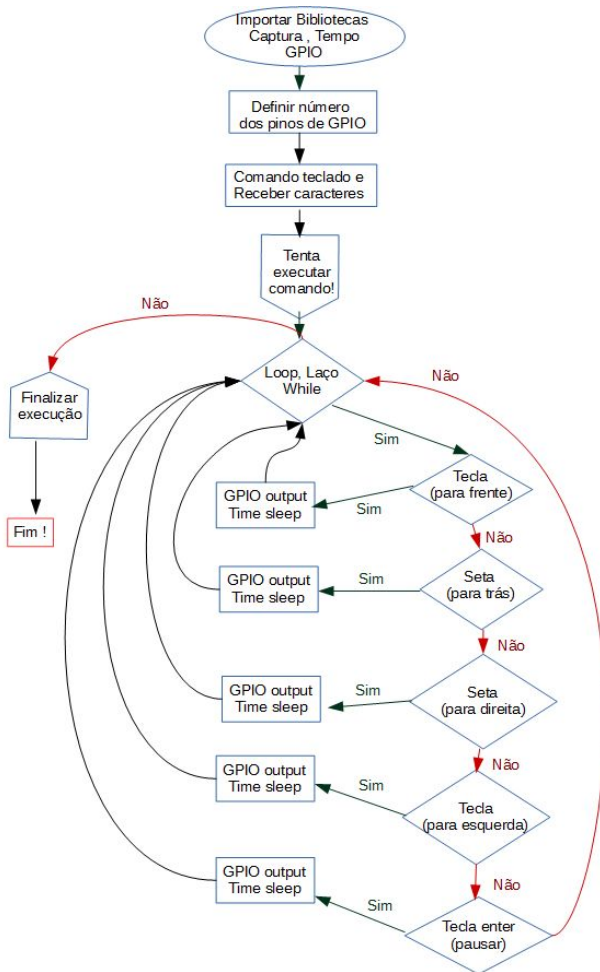 Importar Bibliotecas
Captura , Tempo
GPIO
Definir número
dos pinos de GPIO
Comando teclado e
Receber caracteres
Tenta
executar
comando!
Não
Loop, Laço
While
Não
Finalizar
execução
Fim !
Sim
Tecla
(para frente)
Sim
GPIO output
Time sleep
Não
Seta
(para trás)
Sim
GPIO output
Time sleep
Não
Seta
(para direita)
Sim
GPIO output
Time sleep
Não
Tecla
(para esquerda)
Sim
GPIO output
Time sleep
Não
Tecla enter
(pausar)
Sim
GPIO output
Time sleep